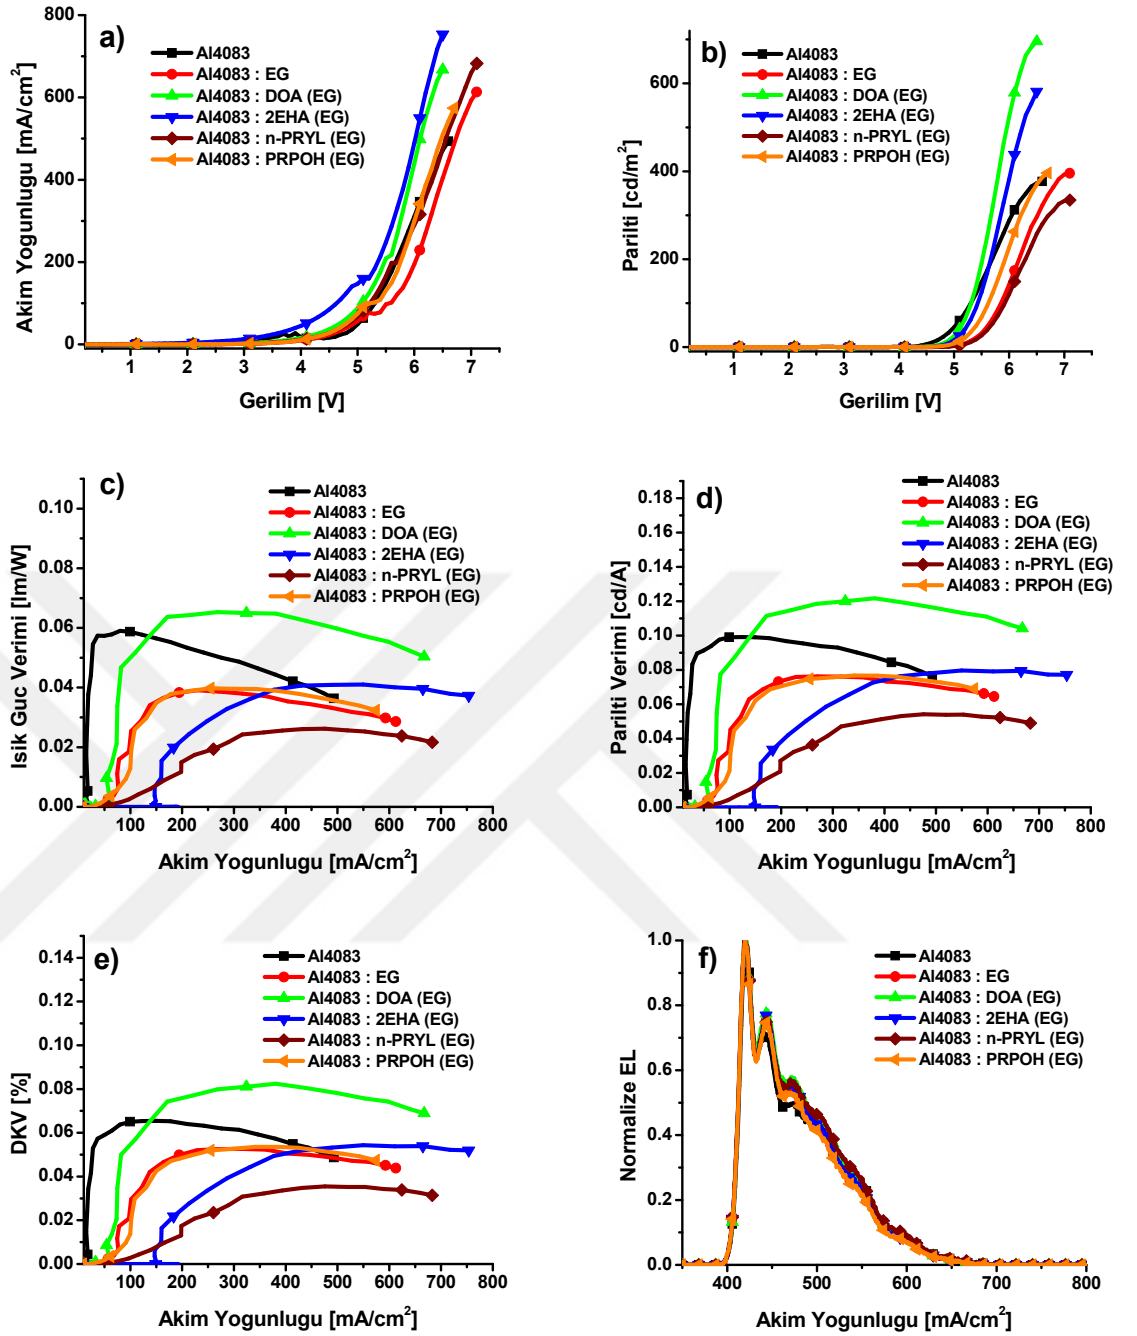 a)
Al4083
Al4083 : EG
Al4083 : DOA (EG)
Al4083 : 2EHA (EG)
Al4083 : n-PRYL (EG)
Al4083 : PRPOH (EG)
Akim Yogunlugu [mA/cm²]
800
600
400
200
0
1 2 3 4 5 6 7
Gerilim [V]
b)
Al4083
Al4083 : EG
Al4083 : DOA (EG)
Al4083 : 2EHA (EG)
Al4083 : n-PRYL (EG)
Al4083 : PRPOH (EG)
Parilti [cd/m²]
600
400
200
0
1 2 3 4 5 6 7
Gerilim [V]
c)
Al4083
Al4083 : EG
Al4083 : DOA (EG)
Al4083 : 2EHA (EG)
Al4083 : n-PRYL (EG)
Al4083 : PRPOH (EG)
Isik Guc Verimi [lm/W]
0.10
0.08
0.06
0.04
0.02
0.00
100 200 300 400 500 600 700 800
Akim Yogunlugu [mA/cm²]
d)
Al4083
Al4083 : EG
Al4083 : DOA (EG)
Al4083 : 2EHA (EG)
Al4083 : n-PRYL (EG)
Al4083 : PRPOH (EG)
Parilti Verimi [cd/A]
0.18
0.16
0.14
0.12
0.10
0.08
0.06
0.04
0.02
0.00
100 200 300 400 500 600 700 800
Akim Yogunlugu [mA/cm²]
e)
Al4083
Al4083 : EG
Al4083 : DOA (EG)
Al4083 : 2EHA (EG)
Al4083 : n-PRYL (EG)
Al4083 : PRPOH (EG)
DKV [%]
0.14
0.12
0.10
0.08
0.06
0.04
0.02
0.00
100 200 300 400 500 600 700 800
Akim Yogunlugu [mA/cm²]
f)
Al4083
Al4083 : EG
Al4083 : DOA (EG)
Al4083 : 2EHA (EG)
Al4083 : n-PRYL (EG)
Al4083 : PRPOH (EG)
Normalize EL
1.0
0.8
0.6
0.4
0.2
0.0
400 500 600 700 800
Akim Yogunlugu [mA/cm²]